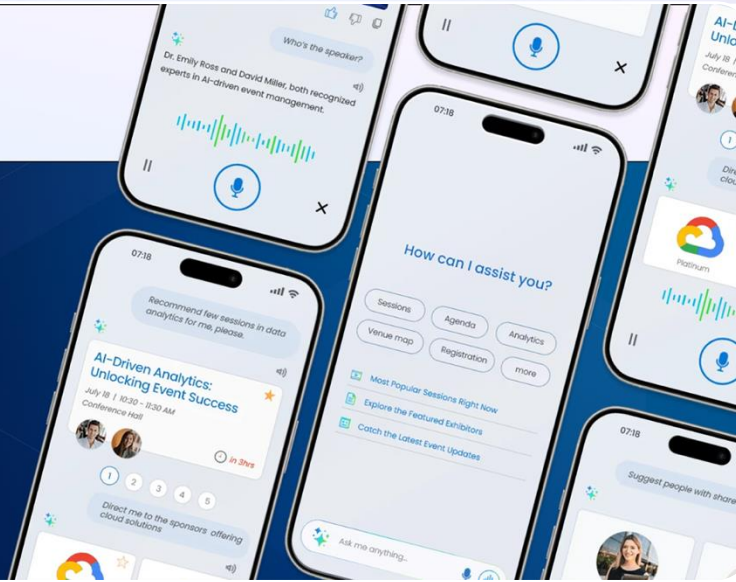 Who's the speaker?
Dr. Emily Ross and David Miller, both recognized
experts in AI-driven event management.
07:18
Recommend few sessions in data
analytics for me, please.
AI-Driven Analytics:
Unlocking Event Success
July 18 | 10:30 - 11:30 AM
Conference Hall
in 3hrs
1 2 3 4 5
Direct me to the sponsors offering
cloud solutions
07:18
How can I assist you?
Sessions
Agenda
Analytics
Venue map
Registration
more
Most Popular Sessions Right Now
Explore the Featured Exhibitors
Catch the Latest Event Updates
Ask me anything...
July 18 |
1
Platinum
07:18
Suggest people with share